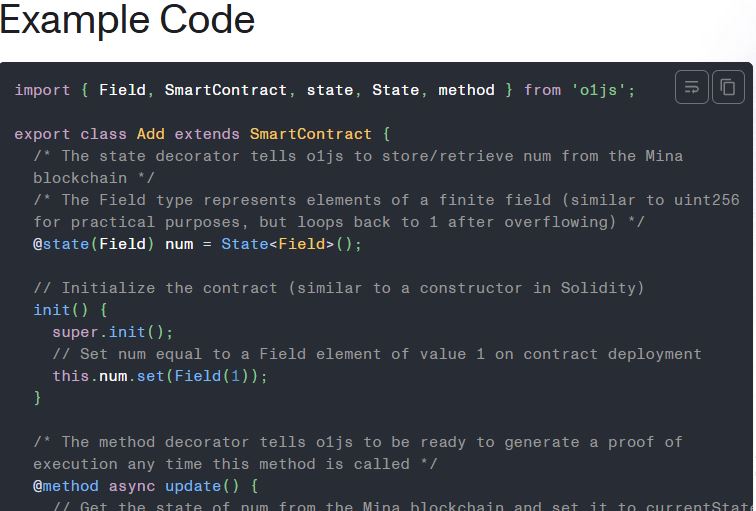 Example Code
import { Field, SmartContract, state, State, method } from 'o1js';
export class Add extends SmartContract {
/* The state decorator tells o1js to store/retrieve num from the Mina
blockchain */
/* The Field type represents elements of a finite field (similar to uint256
for practical purposes, but loops back to 1 after overflowing) */
@state(Field) num = State<Field>();
// Initialize the contract (similar to a constructor in Solidity)
init() {
super.init();
// Set num equal to a Field element of value 1 on contract deployment
this.num.set(Field(1));
}
/* The method decorator tells o1js to be ready to generate a proof of
execution any time this method is called */
@method async update() {
// Get the state of num from the Mina blockchain and set it to currentState